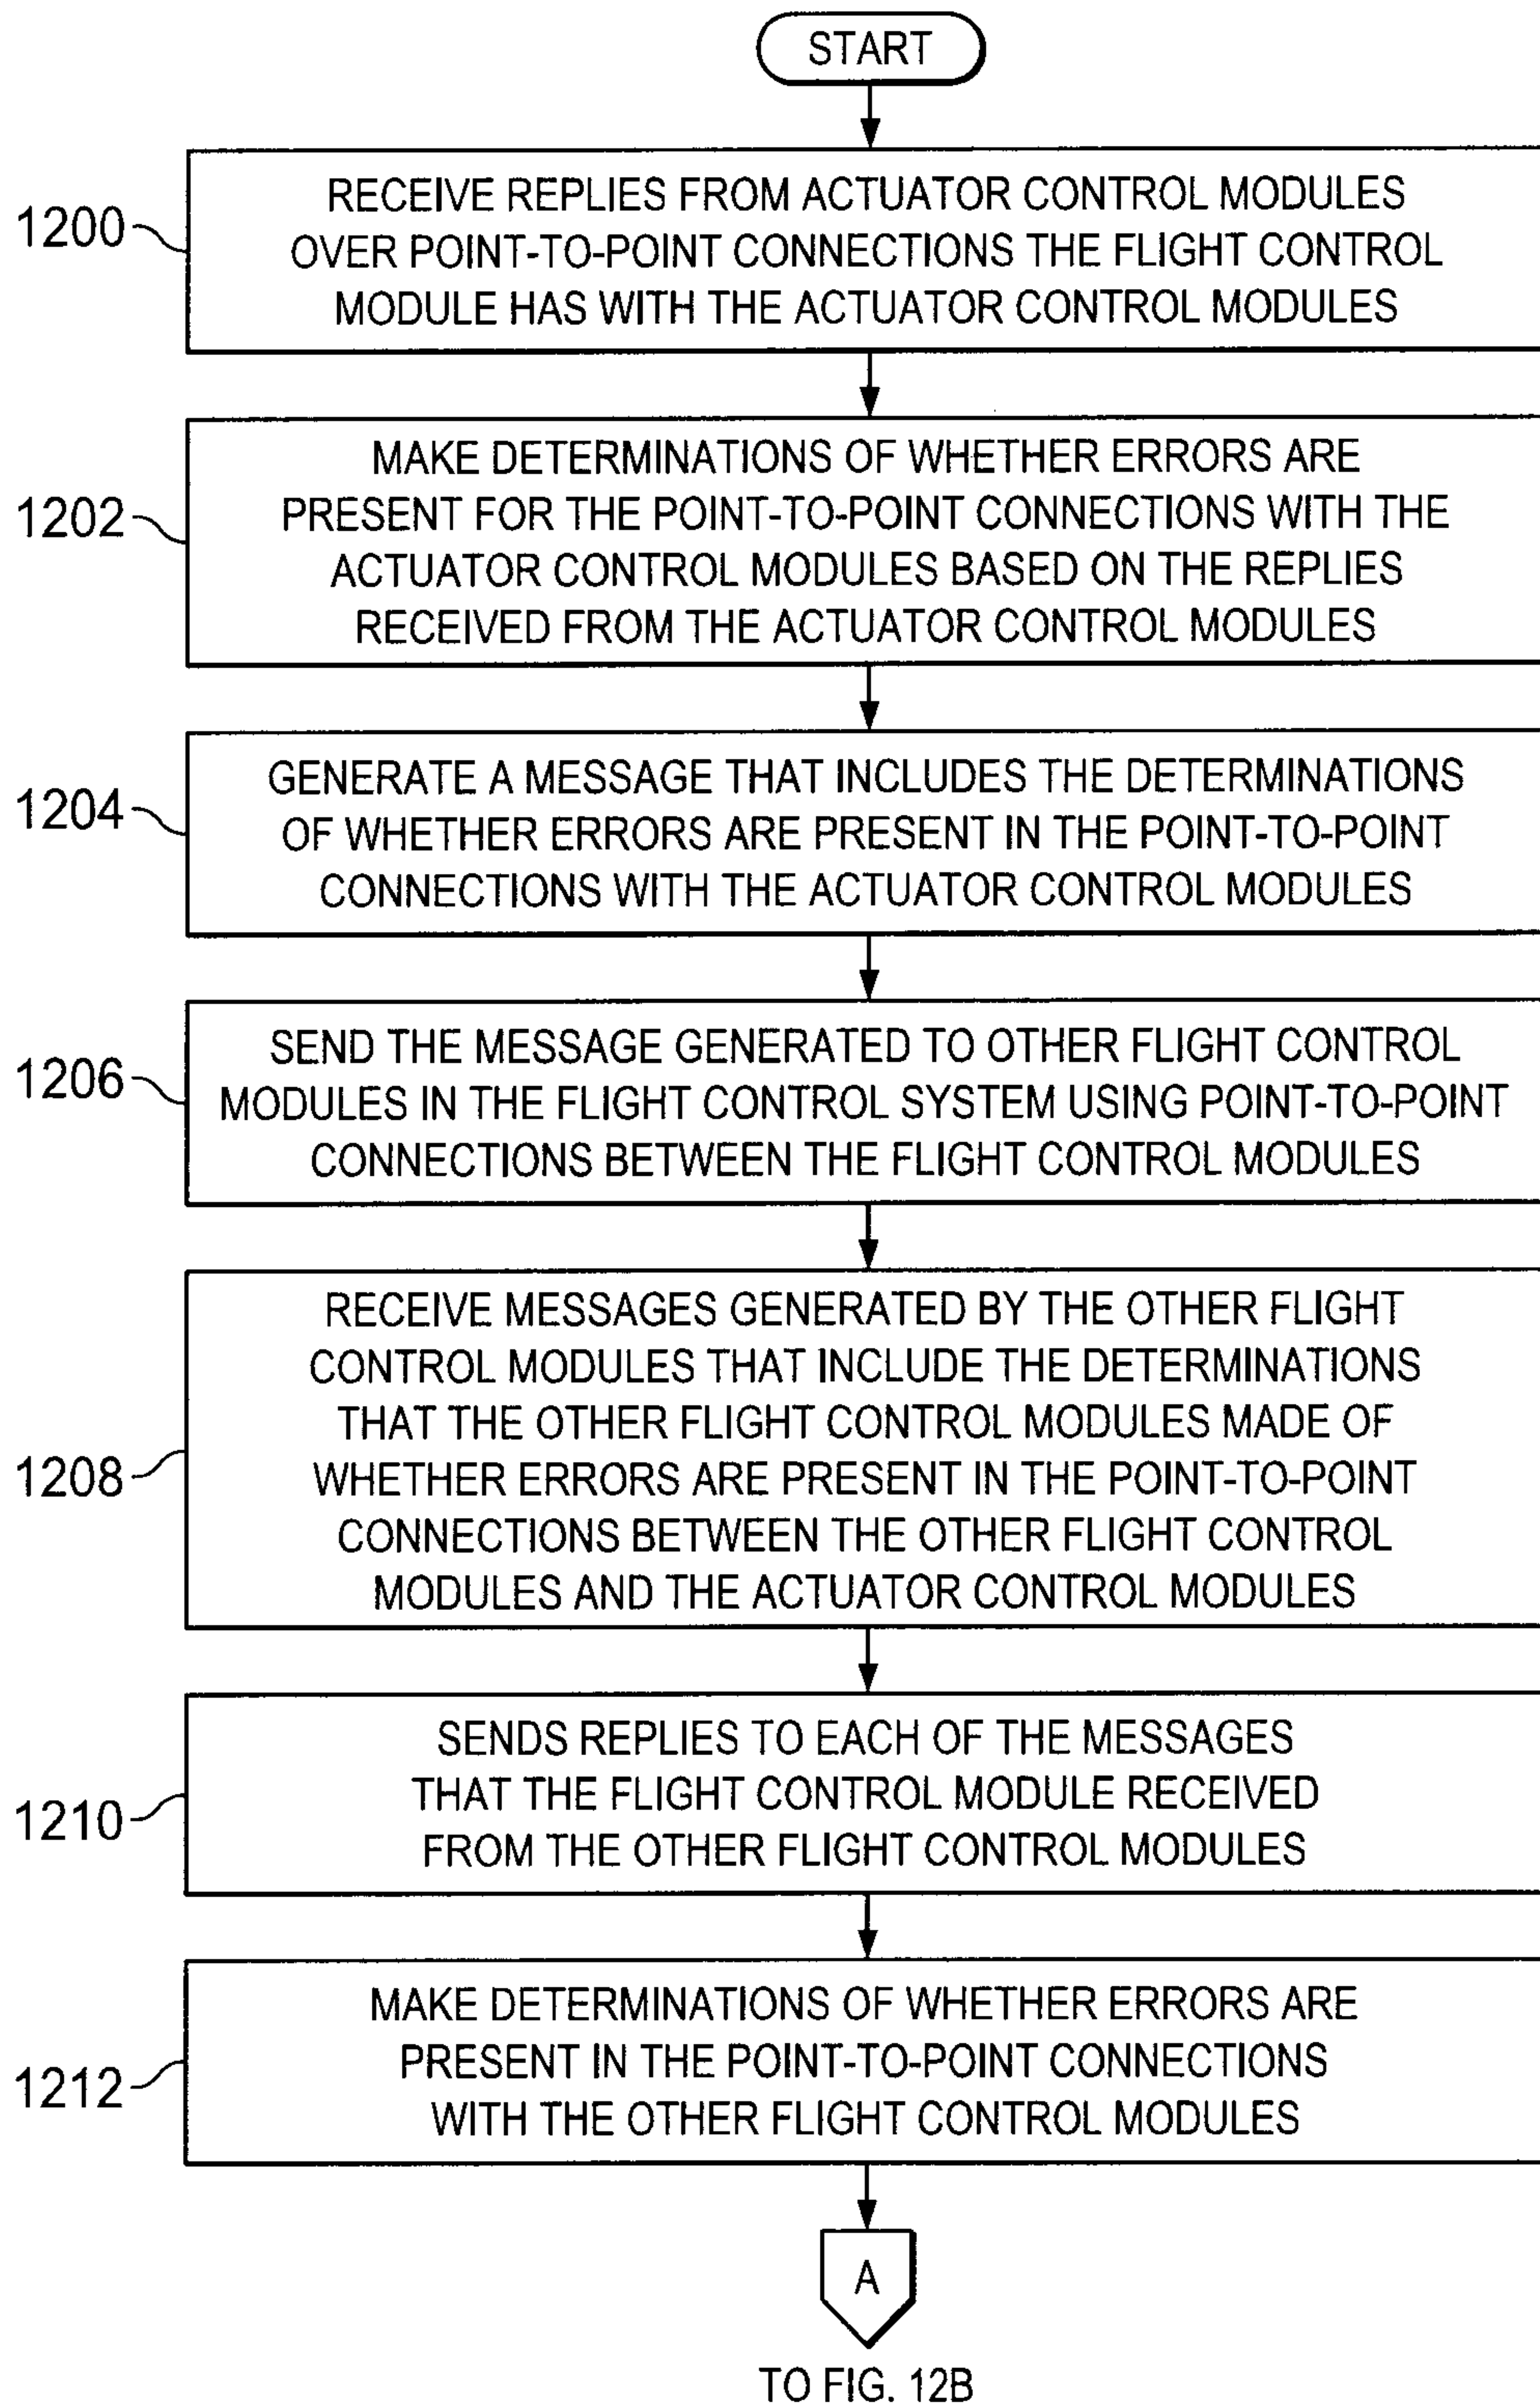 START
1200
RECEIVE REPLIES FROM ACTUATOR CONTROL MODULES
OVER POINT-TO-POINT CONNECTIONS THE FLIGHT CONTROL
MODULE HAS WITH THE ACTUATOR CONTROL MODULES
1202
MAKE DETERMINATIONS OF WHETHER ERRORS ARE
PRESENT FOR THE POINT-TO-POINT CONNECTIONS WITH THE
ACTUATOR CONTROL MODULES BASED ON THE REPLIES
RECEIVED FROM THE ACTUATOR CONTROL MODULES
1204
GENERATE A MESSAGE THAT INCLUDES THE DETERMINATIONS
OF WHETHER ERRORS ARE PRESENT IN THE POINT-TO-POINT
CONNECTIONS WITH THE ACTUATOR CONTROL MODULES
1206
SEND THE MESSAGE GENERATED TO OTHER FLIGHT CONTROL
MODULES IN THE FLIGHT CONTROL SYSTEM USING POINT-TO-POINT
CONNECTIONS BETWEEN THE FLIGHT CONTROL MODULES
1208
RECEIVE MESSAGES GENERATED BY THE OTHER FLIGHT
CONTROL MODULES THAT INCLUDE THE DETERMINATIONS
THAT THE OTHER FLIGHT CONTROL MODULES MADE OF
WHETHER ERRORS ARE PRESENT IN THE POINT-TO-POINT
CONNECTIONS BETWEEN THE OTHER FLIGHT CONTROL
MODULES AND THE ACTUATOR CONTROL MODULES
1210
SENDS REPLIES TO EACH OF THE MESSAGES
THAT THE FLIGHT CONTROL MODULE RECEIVED
FROM THE OTHER FLIGHT CONTROL MODULES
1212
MAKE DETERMINATIONS OF WHETHER ERRORS ARE
PRESENT IN THE POINT-TO-POINT CONNECTIONS
WITH THE OTHER FLIGHT CONTROL MODULES
A
TO FIG. 12B